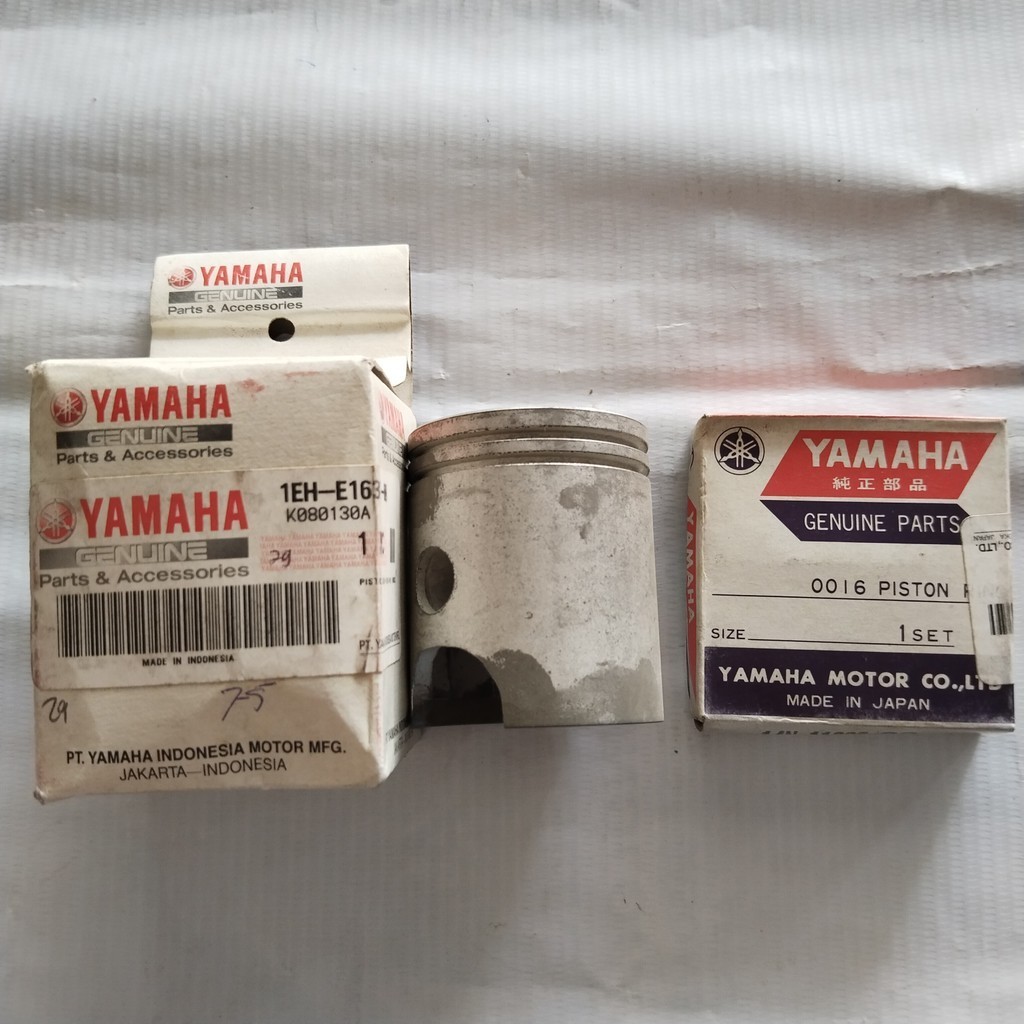 YAMAHA
GENUINE
Parts & Accessories
YAMAHA
GENUINE
Parts & Accessories
1EH-E163
K080130A
YAMAHA
GENUINE
Parts & Accessories
1
29
MADE IN INDONESIA
29
75
PT. YAMAHA INDONESIA MOTOR MFG.
JAKARTA—INDONESIA
YAMAHA
純正部品
GENUINE PARTS
0016 PISTON
SIZE
1 SET
YAMAHA MOTOR CO.,LTD
MADE IN JAPAN
YAMAHA